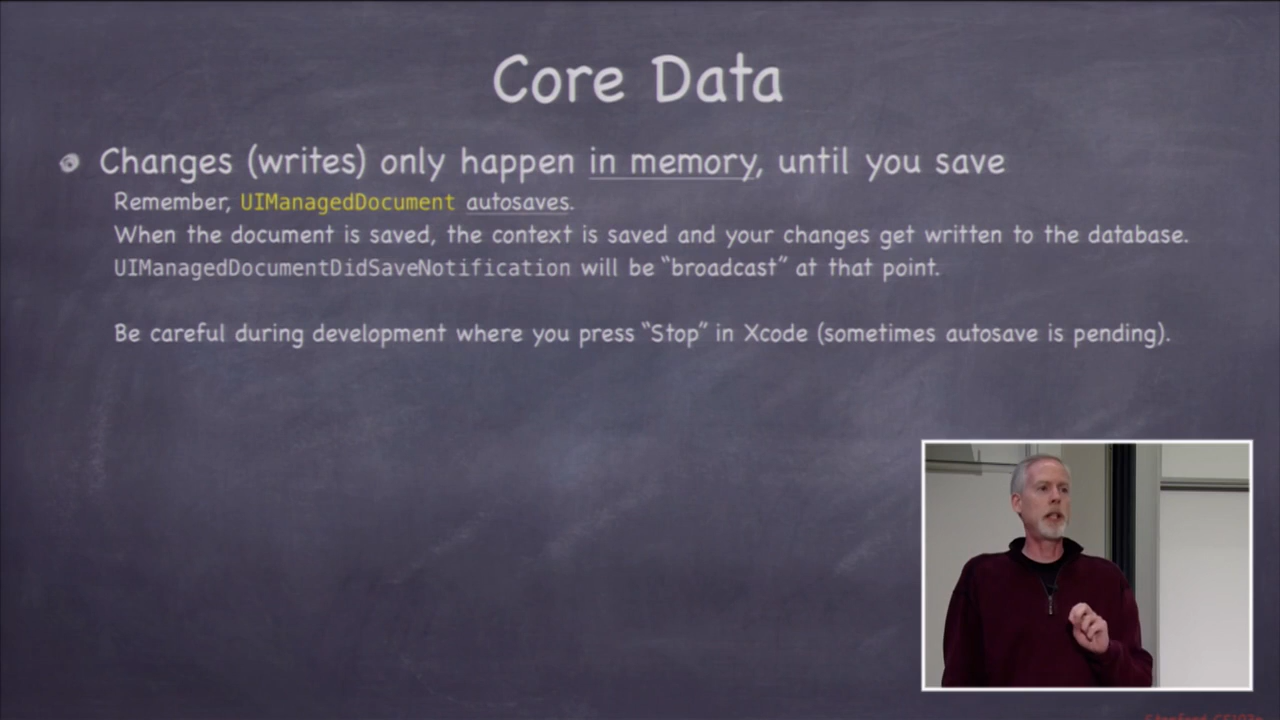 Core Data
Changes (writes) only happen in memory, until you save
Remember, UIManagedDocument autosaves.
When the document is saved, the context is saved and your changes get written to the database.
UIManagedDocumentDidSaveNotification will be “broadcast” at that point.
Be careful during development where you press “Stop” in Xcode (sometimes autosave is pending).